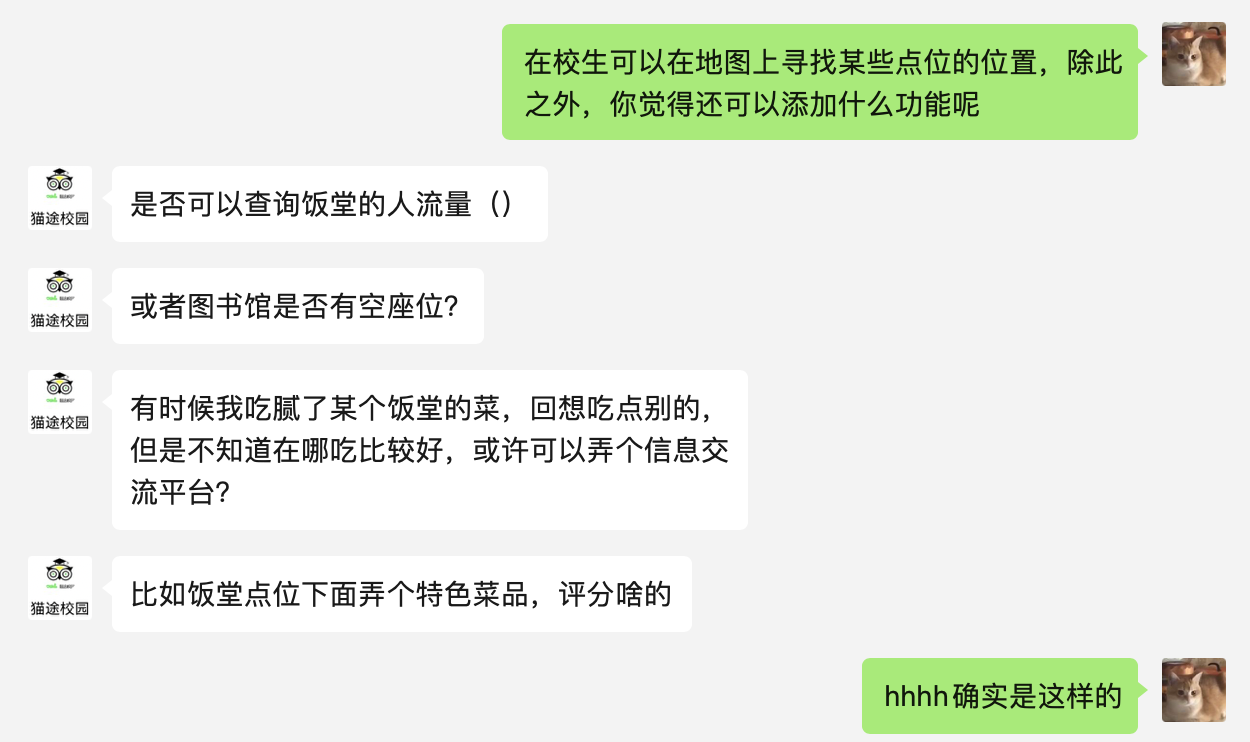 在校生可以在地图上寻找某些点位的位置，除此
之外，你觉得还可以添加什么功能呢
猫途校园
是否可以查询饭堂的人流量（）
猫途校园
或者图书馆是否有空座位？
猫途校园
有时候我吃腻了某个饭堂的菜，回想吃点别的，
但是不知道在哪吃比较好，或许可以弄个信息交
流平台？
猫途校园
比如饭堂点位下面弄个特色菜品，评分啥的
hhhh确实是这样的